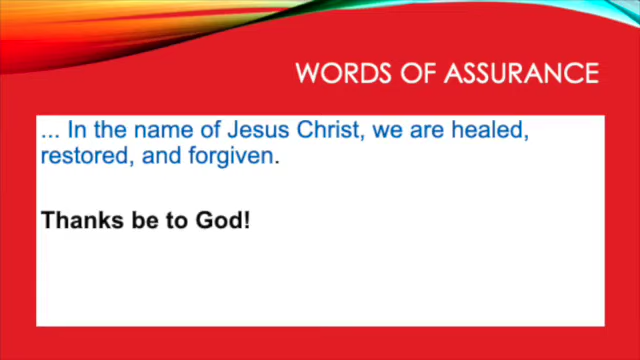 WORDS OF ASSURANCE
... In the name of Jesus Christ, we are healed,
restored, and forgiven.
Thanks be to God!